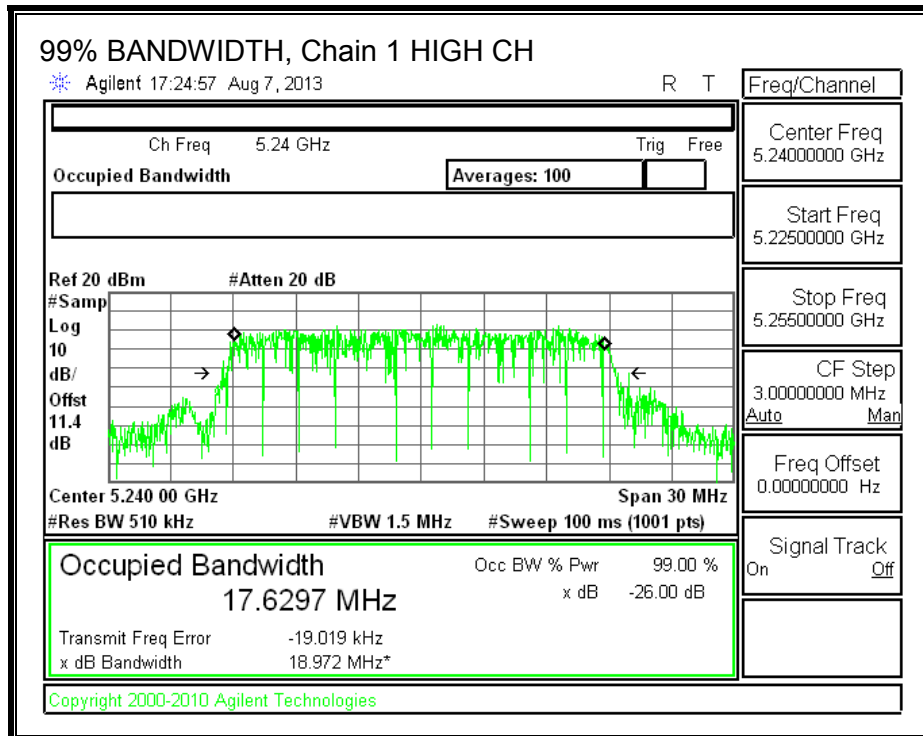 99% BANDWIDTH, Chain 1 HIGH CH
Agilent 17:24:57 Aug 7, 2013 R T
Freq/Channel
Ch Freq 5.24 GHz Trig Free
Occupied Bandwidth Averages: 100
Center Freq
5.24000000 GHz
Start Freq
5.22500000 GHz
Stop Freq
5.25500000 GHz
CF Step
3.00000000 MHz
Auto Man
Freq Offset
0.00000000 Hz
Signal Track
On Off
Ref 20 dBm #Atten 20 dB
#Samp
Log
10
dB/
Offst
11.4
dB
Center 5.240 00 GHz Span 30 MHz
#Res BW 510 kHz #VBW 1.5 MHz #Sweep 100 ms (1001 pts)
Occupied Bandwidth Occ BW % Pwr 99.00 %
17.6297 MHz x dB -26.00 dB
Transmit Freq Error -19.019 kHz
x dB Bandwidth 18.972 MHz*
Copyright 2000-2010 Agilent Technologies